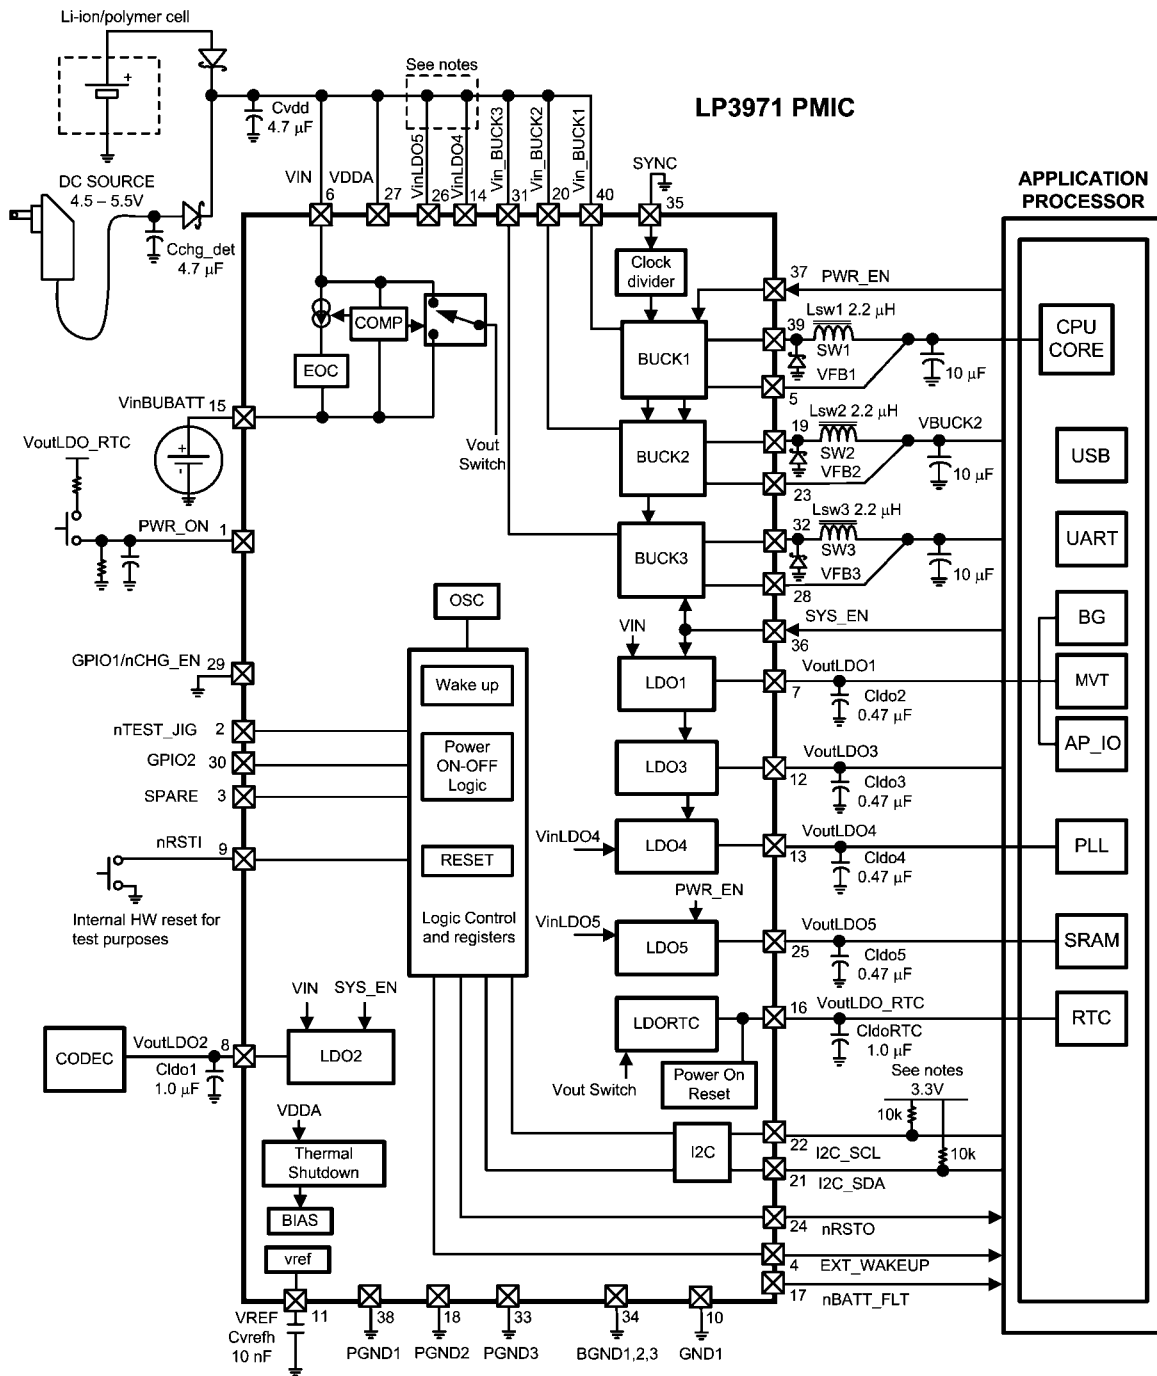 Li-ion/polymer cell
+
See notes
LP3971 PMIC
Cvdd
4.7 µF
VIN
6
VDDA
27
VinLDO5
26
VinLDO4
14
Vin_BUCK3
31
Vin_BUCK2
20
Vin_BUCK1
40
SYNC
35
DC SOURCE
4.5 – 5.5V
Cchg_det
4.7 µF
APPLICATION
PROCESSOR
Clock
divider
37
PWR_EN
COMP
EOC
BUCK1
39
Lsw1 2.2 µH
SW1
VFB1
5
10 µF
CPU
CORE
VinBUBATT
15
+
-
Vout
Switch
BUCK2
19
Lsw2 2.2 µH
SW2
VFB2
23
VBUCK2
10 µF
USB
VoutLDO_RTC
PWR_ON
1
BUCK3
32
Lsw3 2.2 µH
SW3
VFB3
28
10 µF
UART
OSC
SYS_EN
36
VIN
BG
GPIO1/nCHG_EN
29
Wake up
LDO1
VoutLDO1
7
Cldo2
0.47 µF
MVT
nTEST_JIG
2
GPIO2
30
SPARE
3
Power
ON-OFF
Logic
LDO3
VoutLDO3
12
Cldo3
0.47 µF
AP_IO
nRSTI
9
RESET
VinLDO4
LDO4
VoutLDO4
13
Cldo4
0.47 µF
PLL
Internal HW reset for
test purposes
Logic Control
and registers
PWR_EN
VinLDO5
LDO5
VoutLDO5
25
Cldo5
0.47 µF
SRAM
VIN
SYS_EN
LDORTC
16
VoutLDO_RTC
CldoRTC
1.0 µF
RTC
CODEC
VoutLDO2
8
Cldo1
1.0 µF
LDO2
Vout Switch
Power On
Reset
See notes
3.3V
10k
10k
VDDA
Thermal
Shutdown
BIAS
I2C
22
I2C_SCL
21
I2C_SDA
24
nRSTO
4
EXT_WAKEUP
17
nBATT_FLT
vref
VREF
11
Cvrefh
10 nF
38
PGND1
18
PGND2
33
PGND3
34
BGND1,2,3
10
GND1